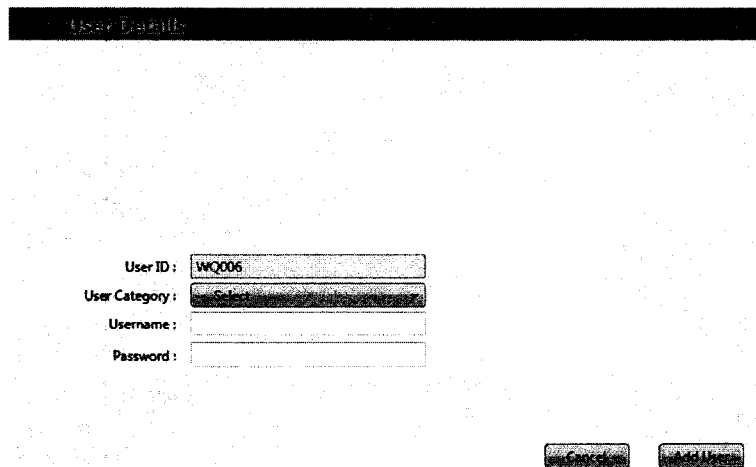 User Details
User ID : WQ006
User Category : Select
Username :
Password :
Cancel Add User